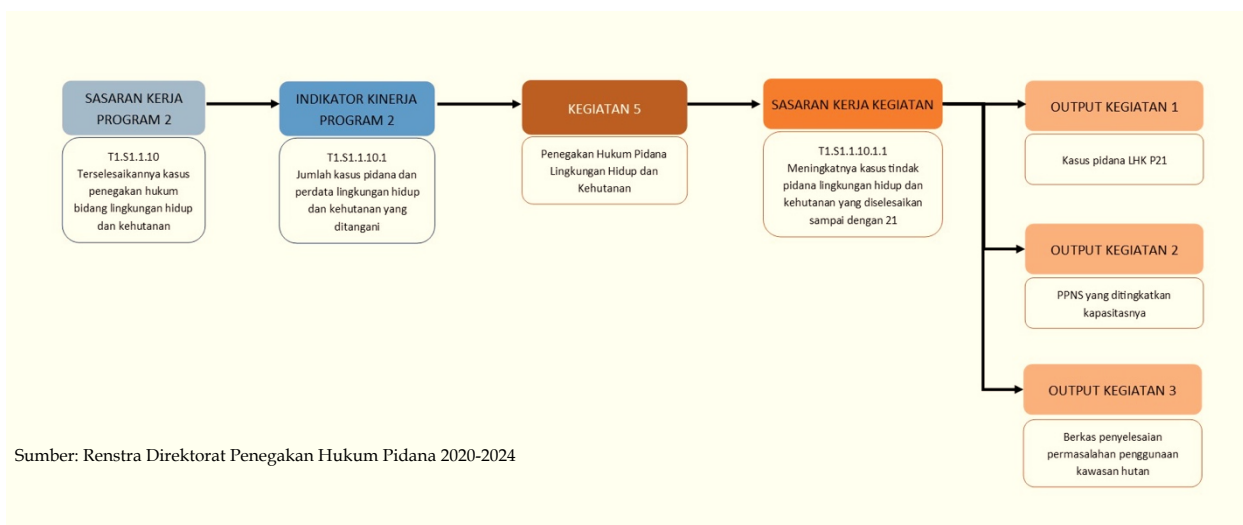 SASARAN KERJA
PROGRAM 2
T1.S1.1.10
Terselesaikannya kasus
penegakan hukum
bidang lingkungan hidup
dan kehutanan
INDIKATOR KINERJA
PROGRAM 2
T1.S1.1.10.1
Jumlah kasus pidana dan
perdata lingkungan hidup
dan kehutanan yang
ditangani
KEGIATAN 5
Penegakan Hukum Pidana
Lingkungan Hidup dan
Kehutanan
SASARAN KERJA KEGIATAN
T1.S1.1.10.1.1
Meningkatnya kasus tindak
pidana lingkungan hidup dan
kehutanan yang diselesaikan
sampai dengan 21
OUTPUT KEGIATAN 1
Kasus pidana LHK P21
OUTPUT KEGIATAN 2
PPNS yang ditingkatkan
kapasitasnya
OUTPUT KEGIATAN 3
Berkas penyelesaian
permasalahan penggunaan
kawasan hutan
Sumber: Renstra Direktorat Penegakan Hukum Pidana 2020-2024